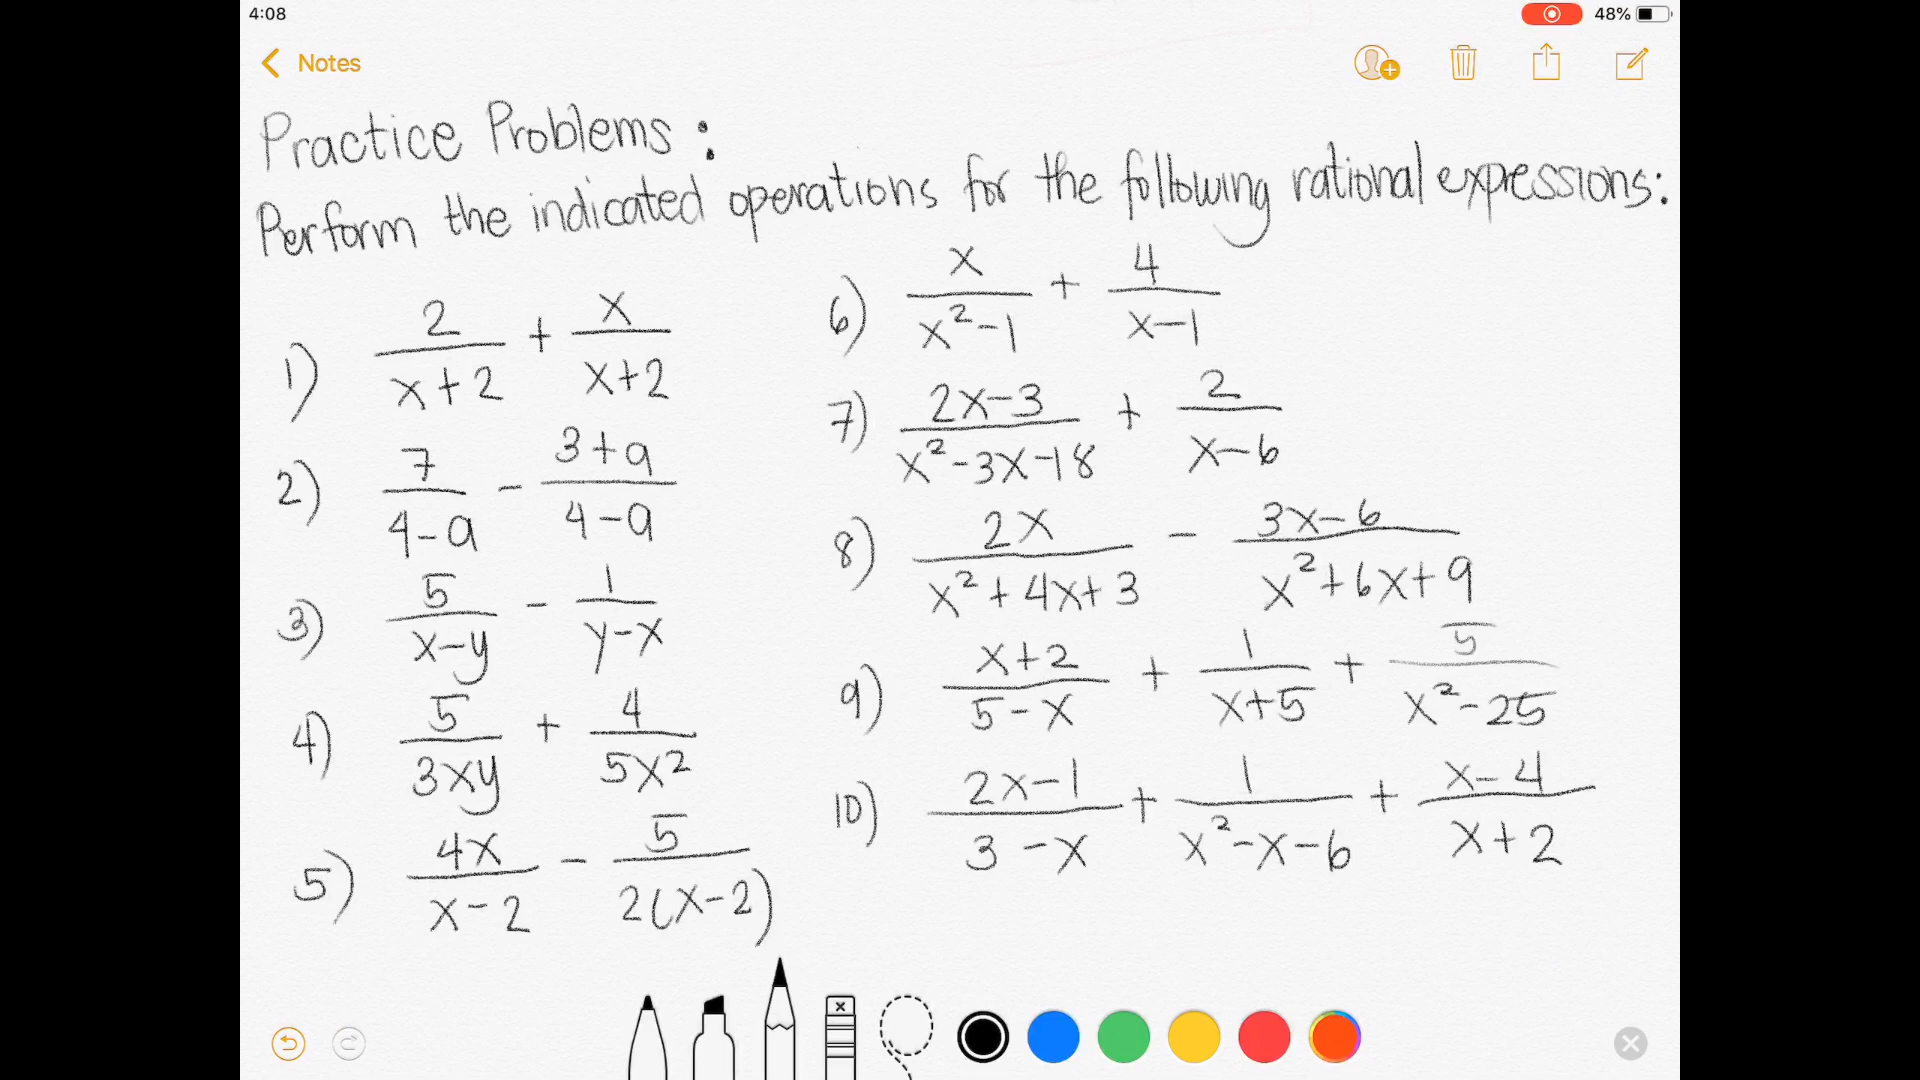 4:08
48%
Notes
Practice Problems:
Perform the indicated operations for the following rational expressions:
1) 2/(x+2) + x/(x+2)
2) 7/(4-a) - (3+a)/(4-a)
3) 5/(x-y) - 1/(y-x)
4) 5/(3xy) + 4/(5x²)
5) 4x/(x-2) - 5/(2(x-2))
6) x/(x²-1) + 4/(x-1)
7) (2x-3)/(x²-3x-18) + 2/(x-6)
8) 2x/(x²+4x+3) - (3x-6)/(x²+6x+9)
9) (x+2)/(5-x) + 1/(x+5) + 5/(x²-25)
10) (2x-1)/(3-x) + 1/(x²-x-6) + (x-4)/(x+2)